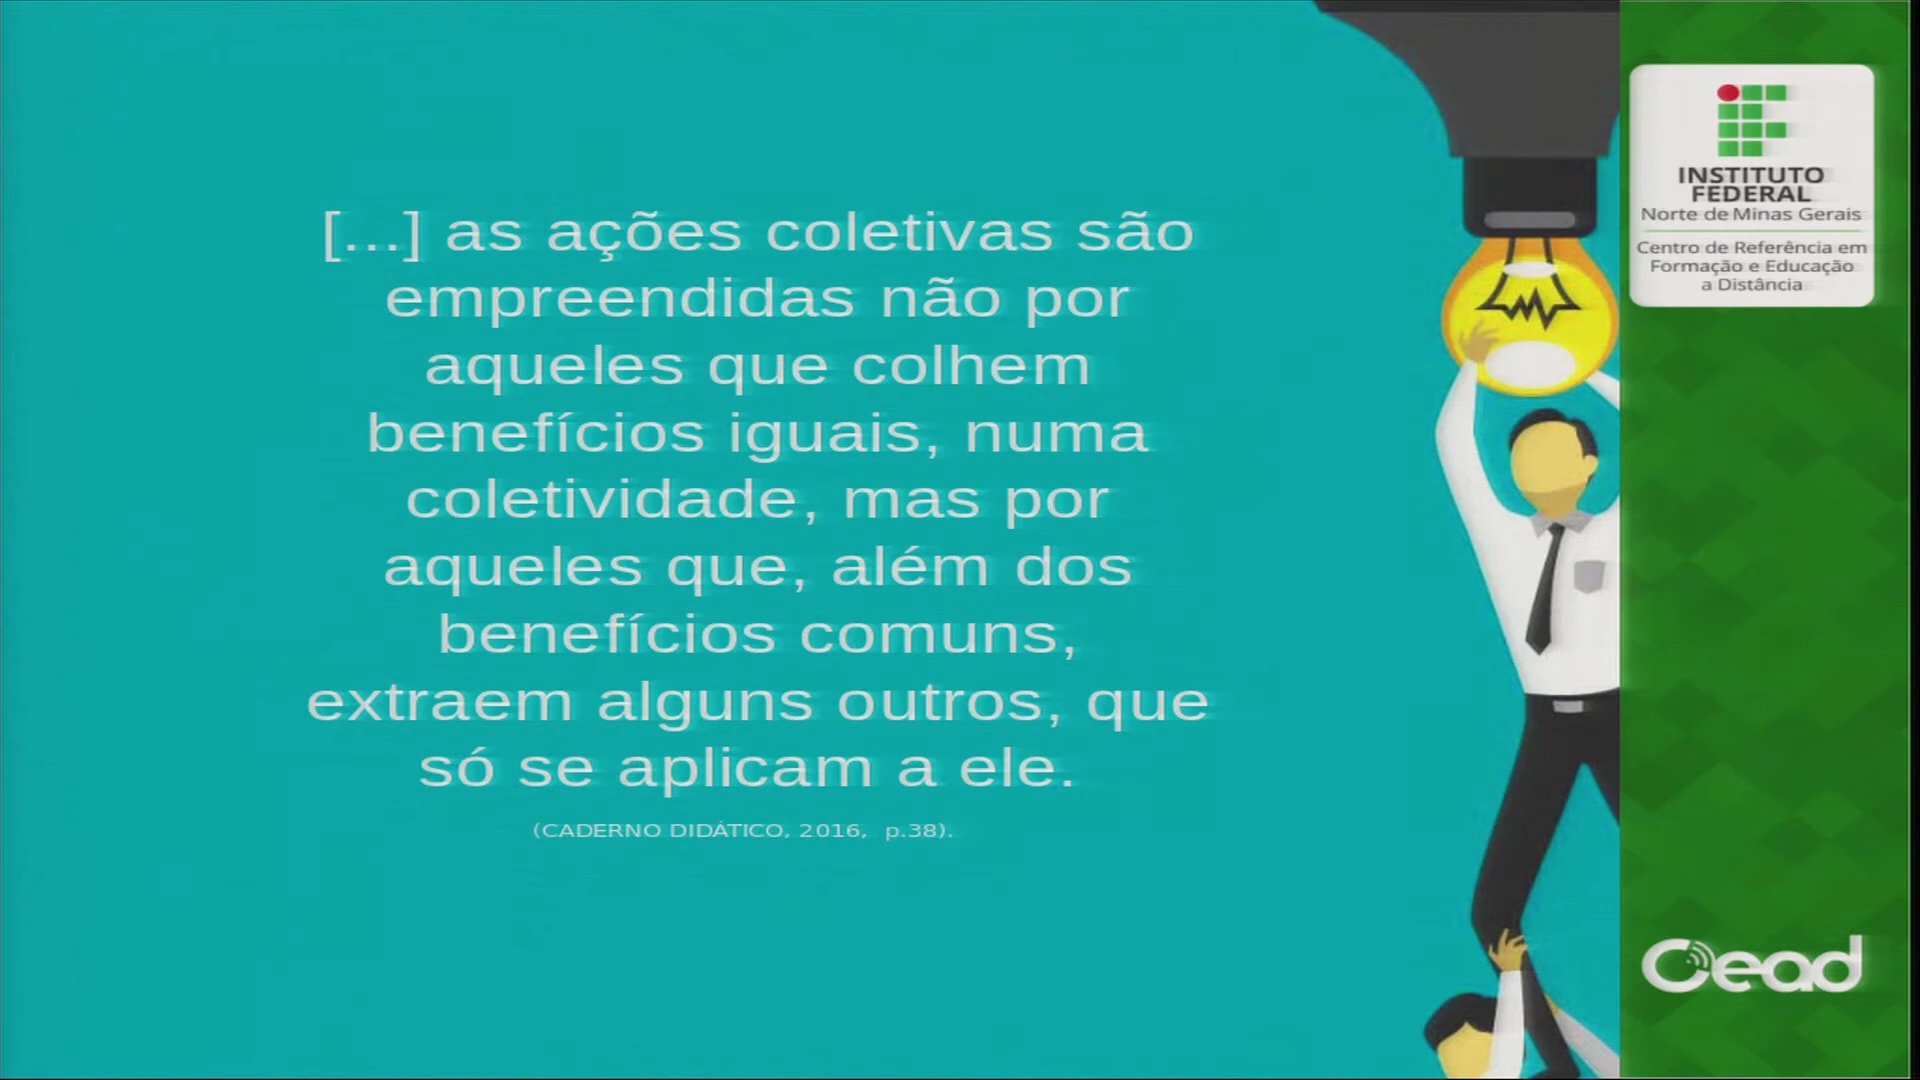 [...] as ações coletivas são
empreendidas não por
aqueles que colhem
benefícios iguais, numa
coletividade, mas por
aqueles que, além dos
benefícios comuns,
extraem alguns outros, que
só se aplicam a ele.
(CADERNO DIDÁTICO, 2016, p.38).
INSTITUTO
FEDERAL
Norte de Minas Gerais
Centro de Referência em
Formação e Educação
a Distância
Cead